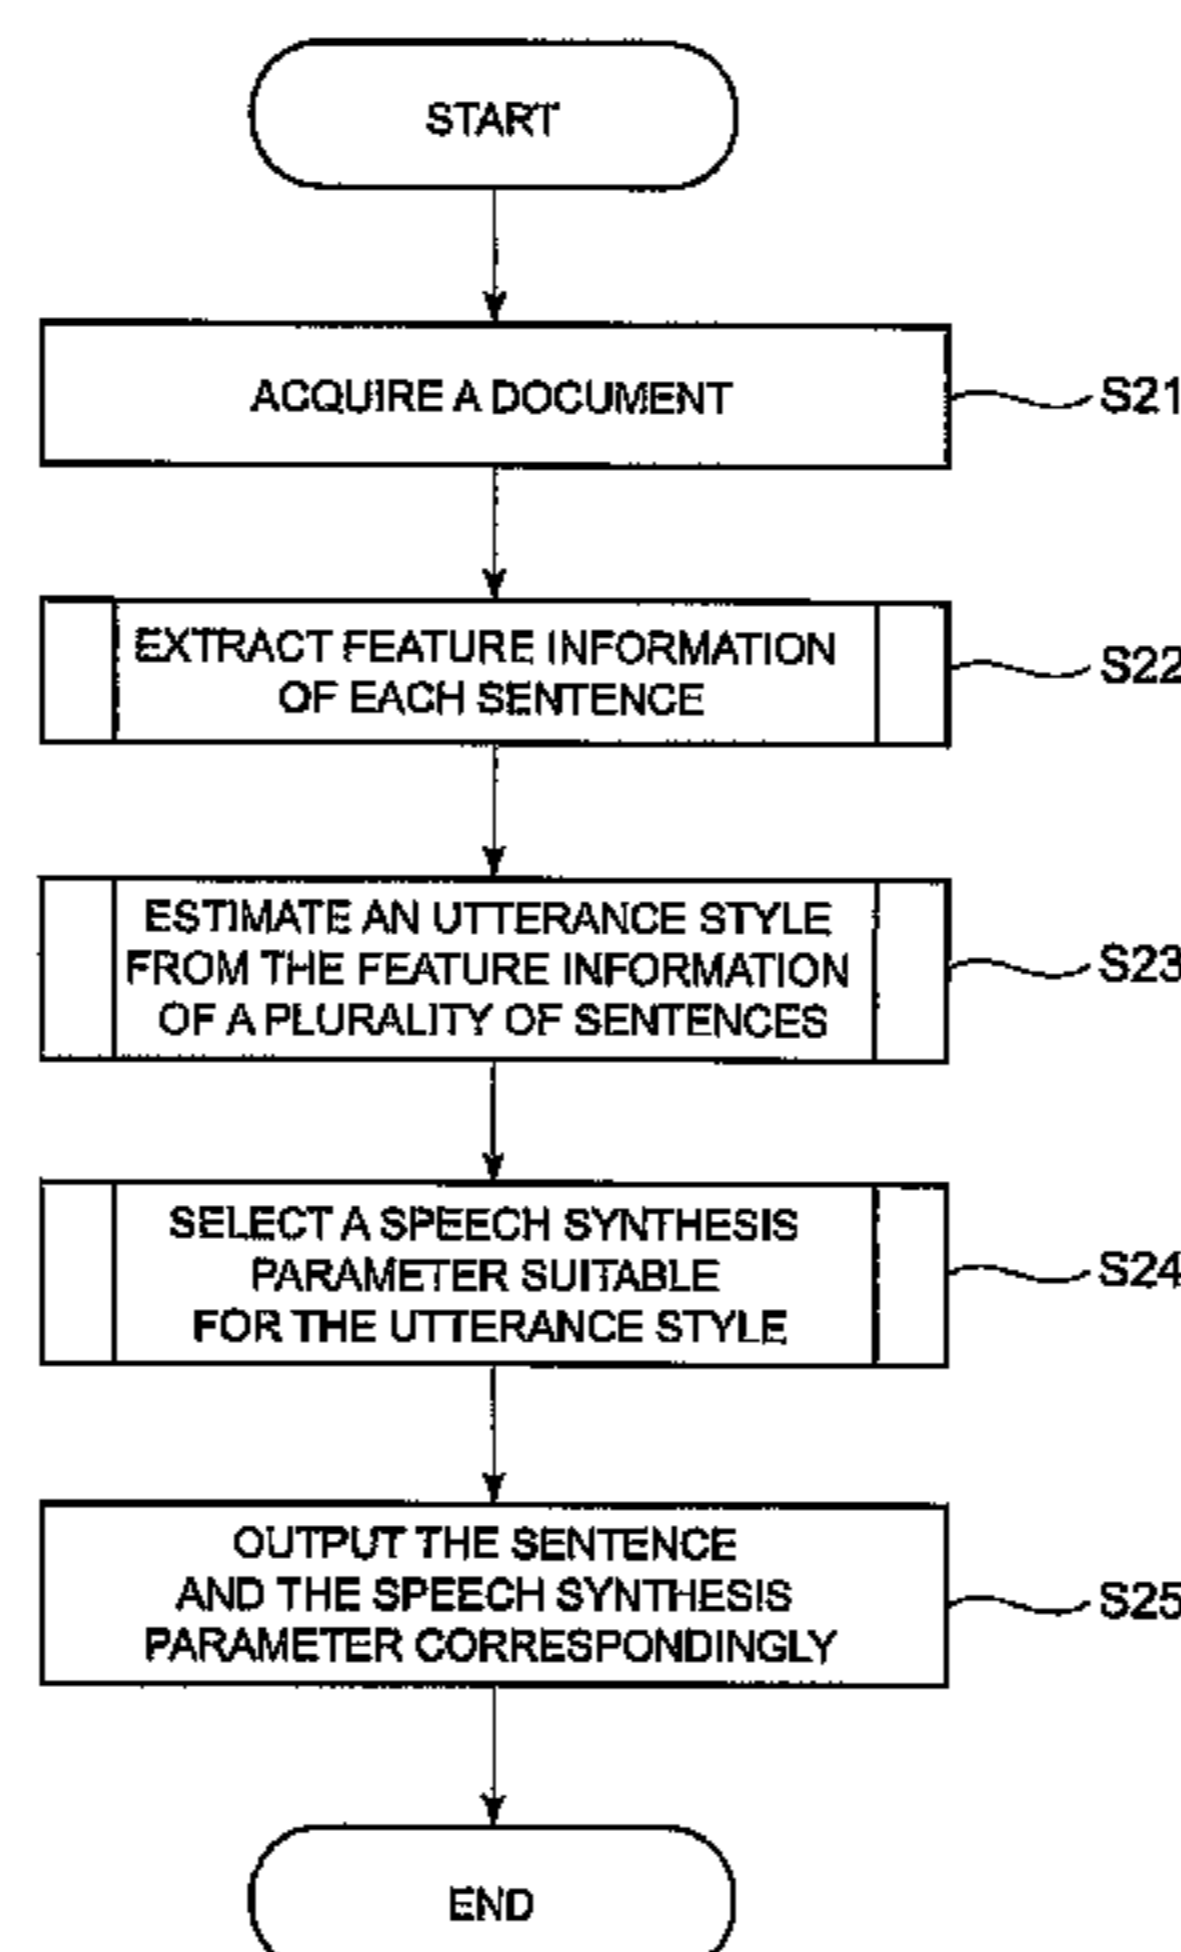 START
ACQUIRE A DOCUMENT
S21
EXTRACT FEATURE INFORMATION
OF EACH SENTENCE
S22
ESTIMATE AN UTTERANCE STYLE
FROM THE FEATURE INFORMATION
OF A PLURALITY OF SENTENCES
S23
SELECT A SPEECH SYNTHESIS
PARAMETER SUITABLE
FOR THE UTTERANCE STYLE
S24
OUTPUT THE SENTENCE
AND THE SPEECH SYNTHESIS
PARAMETER CORRESPONDINGLY
S25
END